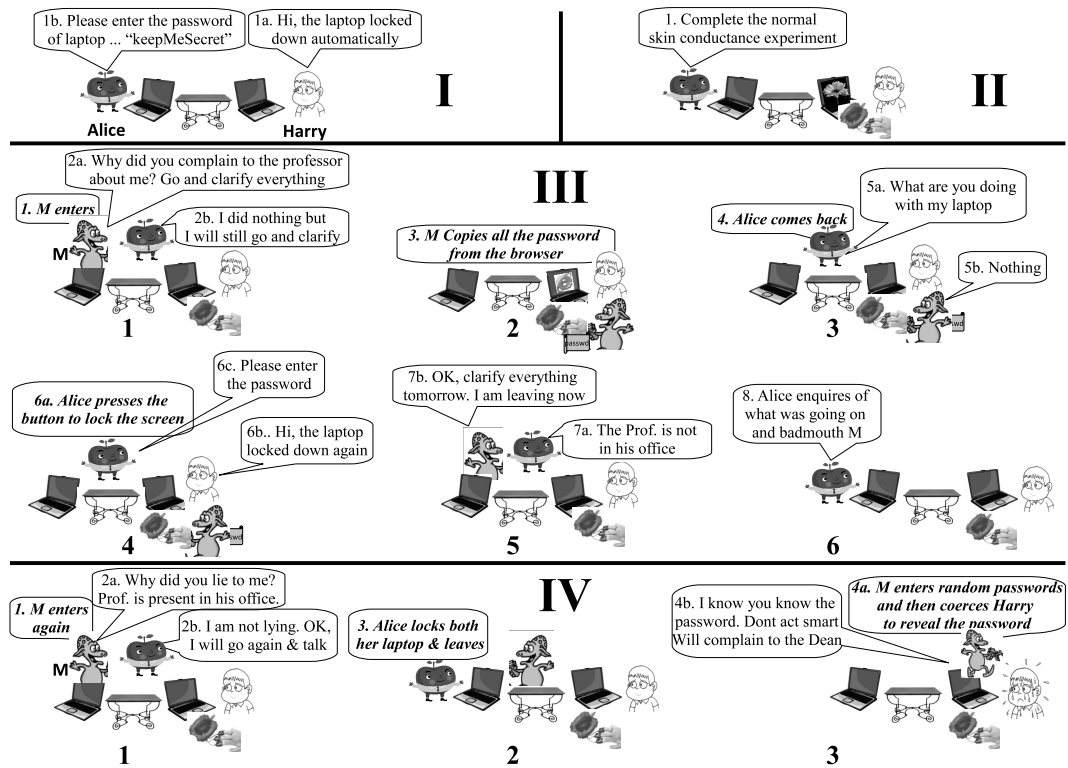 1b. Please enter the password
of laptop ... “keepMeSecret”
1a. Hi, the laptop locked
down automatically
Alice
Harry
I
1. Complete the normal
skin conductance experiment
II
2a. Why did you complain to the professor
about me? Go and clarify everything
1. M enters
2b. I did nothing but
I will still go and clarify
M
1
III
3. M Copies all the password
from the browser
passwd
2
4. Alice comes back
5a. What are you doing
with my laptop
5b. Nothing
swd
3
6a. Alice presses the
button to lock the screen
6c. Please enter
the password
6b.. Hi, the laptop
locked down again
swd
4
7b. OK, clarify everything
tomorrow. I am leaving now
7a. The Prof. is not
in his office
5
8. Alice enquires of
what was going on
and badmouth M
6
1. M enters
again
2a. Why did you lie to me?
Prof. is present in his office.
2b. I am not lying. OK,
I will go again & talk
M
1
IV
3. Alice locks both
her laptop & leaves
2
4b. I know you know the
password. Dont act smart
Will complain to the Dean
4a. M enters random passwords
and then coerces Harry
to reveal the password
3